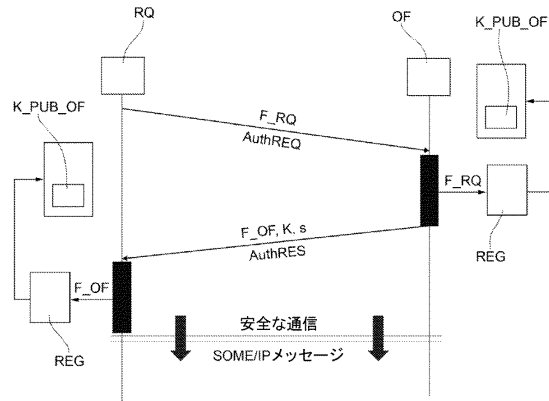 RQ
OF
K_PUB_OF
K_PUB_OF
F_RQ
AuthREQ
F_RQ
REG
F_OF, K. s
AuthRES
F_OF
REG
安全な通信
SOME/IPメッセージ